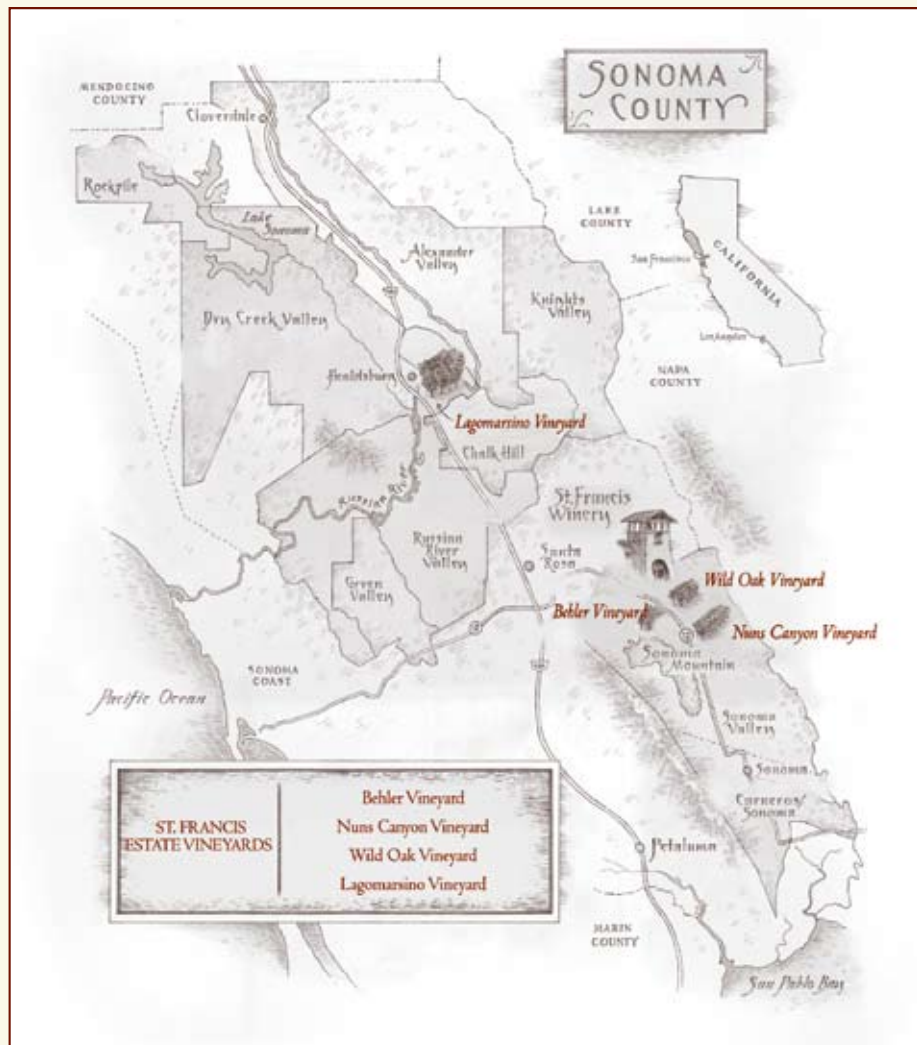 SONOMA
COUNTY
MENDOCINO
COUNTY
Cloverdale
Rockpile
Lake
Sonoma
LAKE
COUNTY
Alexander
Valley
San Francisco
CALIFORNIA
Los Angeles
Knights
Valley
Dry Creek Valley
NAPA
COUNTY
Healdsburg
Lagomarsino Vineyard
Chalk Hill
Russian River
St. Francis
Winery
Russian
River
Valley
Santa
Rosa
Green
Valley
Wild Oak Vineyard
Behler Vineyard
Nuns Canyon Vineyard
Sonoma
Mountain
SONOMA
COAST
Pacific Ocean
Sonoma
Valley
Sonoma
Carneros/
Sonoma
Petaluma
ST. FRANCIS
ESTATE VINEYARDS
Behler Vineyard
Nuns Canyon Vineyard
Wild Oak Vineyard
Lagomarsino Vineyard
MARIN
COUNTY
San Pablo Bay